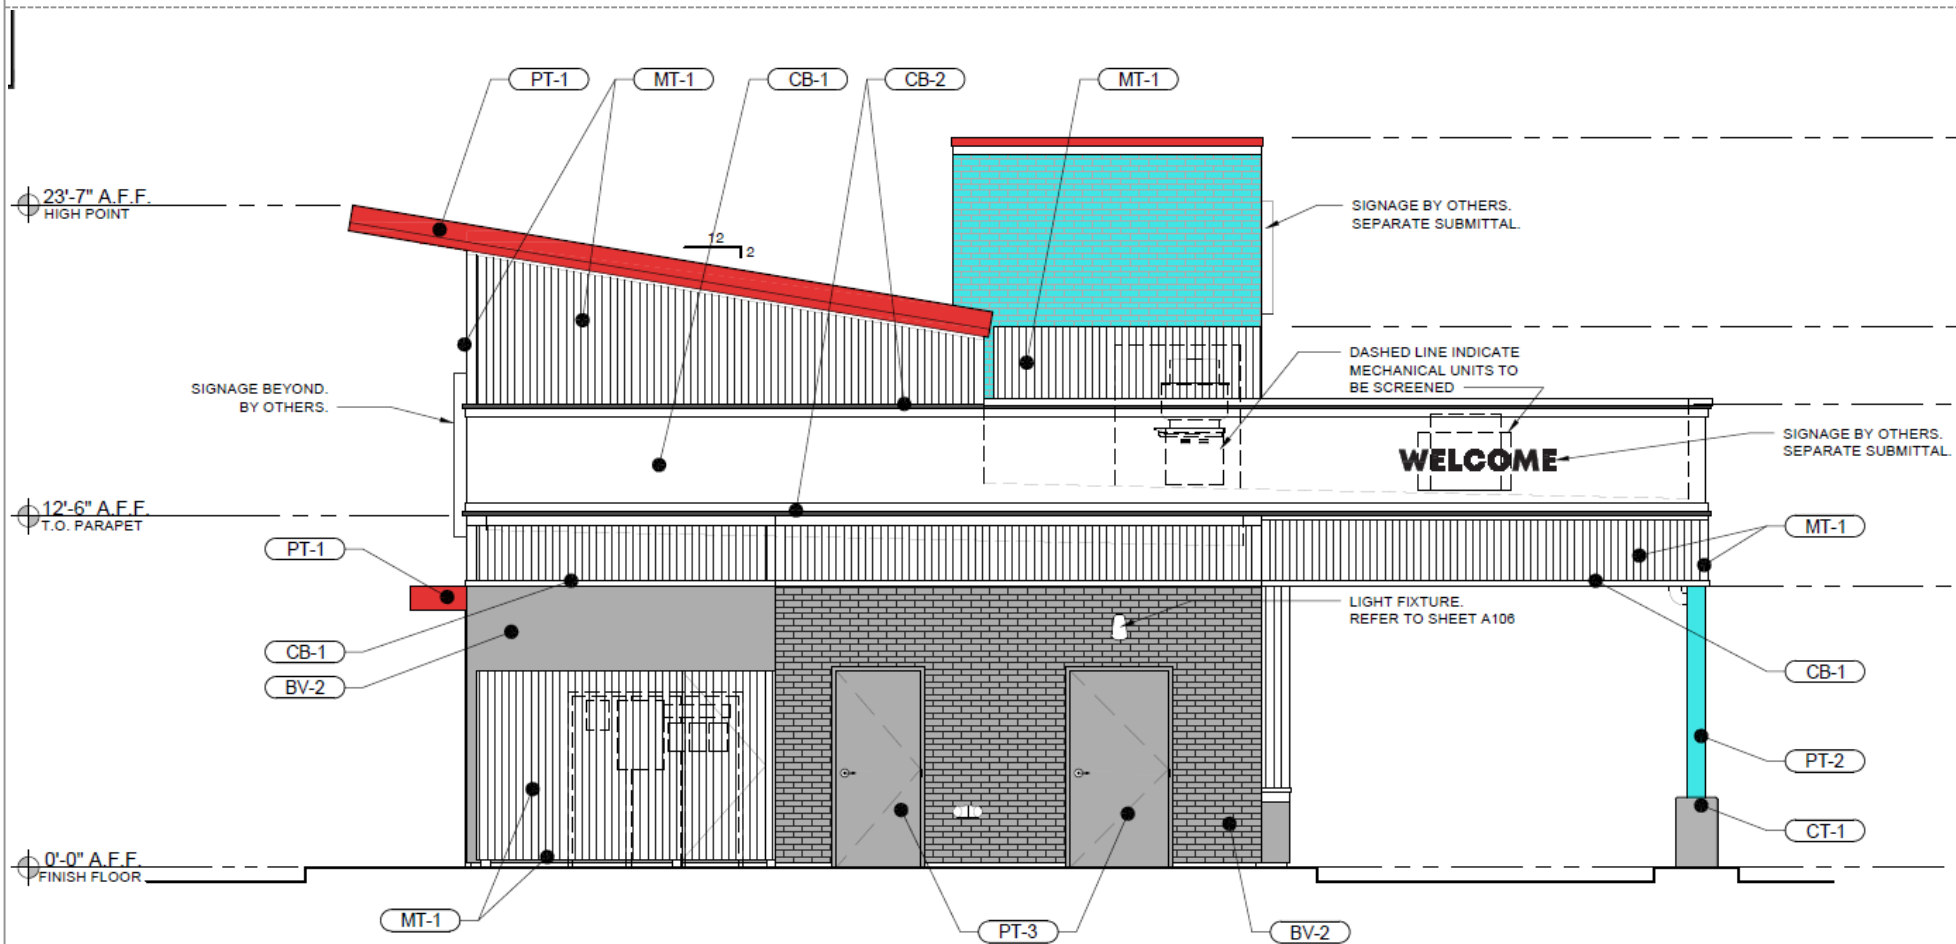 PT-1
MT-1
CB-1
CB-2
MT-1
23'-7" A.F.F.
HIGH POINT
12
2
SIGNAGE BY OTHERS.
SEPARATE SUBMITTAL.
SIGNAGE BEYOND.
BY OTHERS.
DASHED LINE INDICATE
MECHANICAL UNITS TO
BE SCREENED
WELCOME
SIGNAGE BY OTHERS.
SEPARATE SUBMITTAL.
12'-6" A.F.F.
T.O. PARAPET
MT-1
PT-1
LIGHT FIXTURE.
REFER TO SHEET A106
CB-1
BV-2
CB-1
PT-2
CT-1
0'-0" A.F.F.
FINISH FLOOR
MT-1
PT-3
BV-2